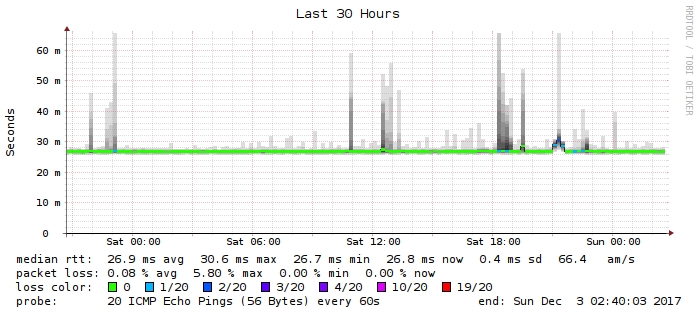 Last 30 Hours
RRDTOOL / TOBI OETIKER
Seconds
60 m
50 m
40 m
30 m
20 m
10 m
0
Sat 00:00 Sat 06:00 Sat 12:00 Sat 18:00 Sun 00:00
median rtt: 26.9 ms avg 30.6 ms max 26.7 ms min 26.8 ms now 0.4 ms sd 66.4 am/s
packet loss: 0.08 % avg 5.80 % max 0.00 % min 0.00 % now
loss color: 0 1/20 2/20 3/20 4/20 10/20 19/20
probe: 20 ICMP Echo Pings (56 Bytes) every 60s end: Sun Dec 3 02:40:03 2017